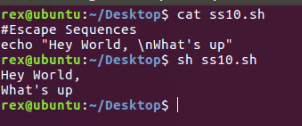 rex@ubuntu:~/Desktop$ cat ss10.sh
#Escape Sequences
echo "Hey World, \nWhat's up"
rex@ubuntu:~/Desktop$ sh ss10.sh
Hey World,
What's up
rex@ubuntu:~/Desktop$